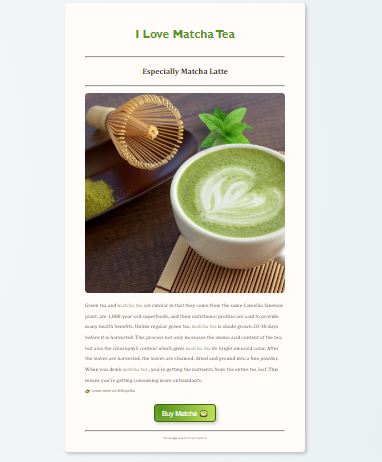 I Love Matcha Tea
Especially Matcha Latte
Green tea and matcha tea are similar in that they come from the same Camellia Sinensis
plant, are 1,000-year-old superfoods, and their nutritional profiles are said to provide
many health benefits. Unlike regular green tea, matcha tea is shade grown 20-30 days
before it is harvested. This process not only increases the amino acid content of the tea,
but also the chlorophyll content which gives matcha tea its bright emerald color. After
the leaves are harvested, the leaves are steamed, dried and ground into a fine powder.
When you drink matcha tea, you're getting the nutrients from the entire tea leaf. This
means you're getting consuming more antioxidants.
Learn more on Wikipedia
Buy Matcha